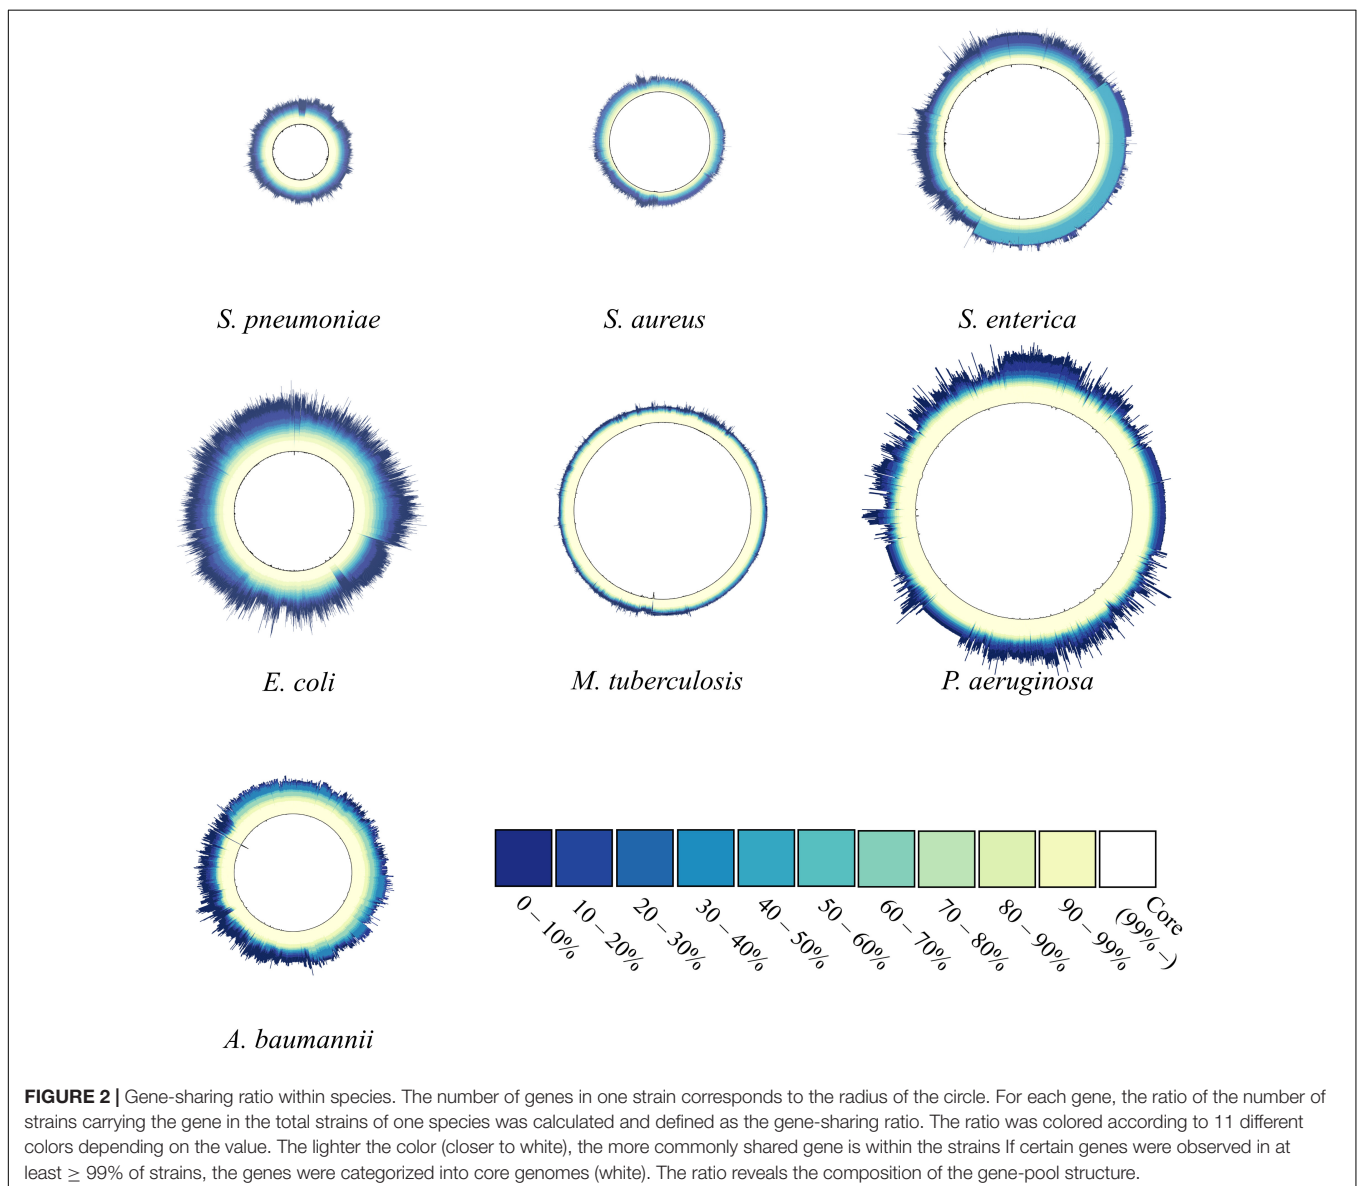 S. pneumoniae
S. aureus
S. enterica
E. coli
M. tuberculosis
P. aeruginosa
A. baumannii
0 – 10%
10 – 20%
20 – 30%
30 – 40%
40 – 50%
50 – 60%
60 – 70%
70 – 80%
80 – 90%
90 – 99%
Core
(99% –)
FIGURE 2 | Gene-sharing ratio within species. The number of genes in one strain corresponds to the radius of the circle. For each gene, the ratio of the number of
strains carrying the gene in the total strains of one species was calculated and defined as the gene-sharing ratio. The ratio was colored according to 11 different
colors depending on the value. The lighter the color (closer to white), the more commonly shared gene is within the strains If certain genes were observed in at
least ≥ 99% of strains, the genes were categorized into core genomes (white). The ratio reveals the composition of the gene-pool structure.